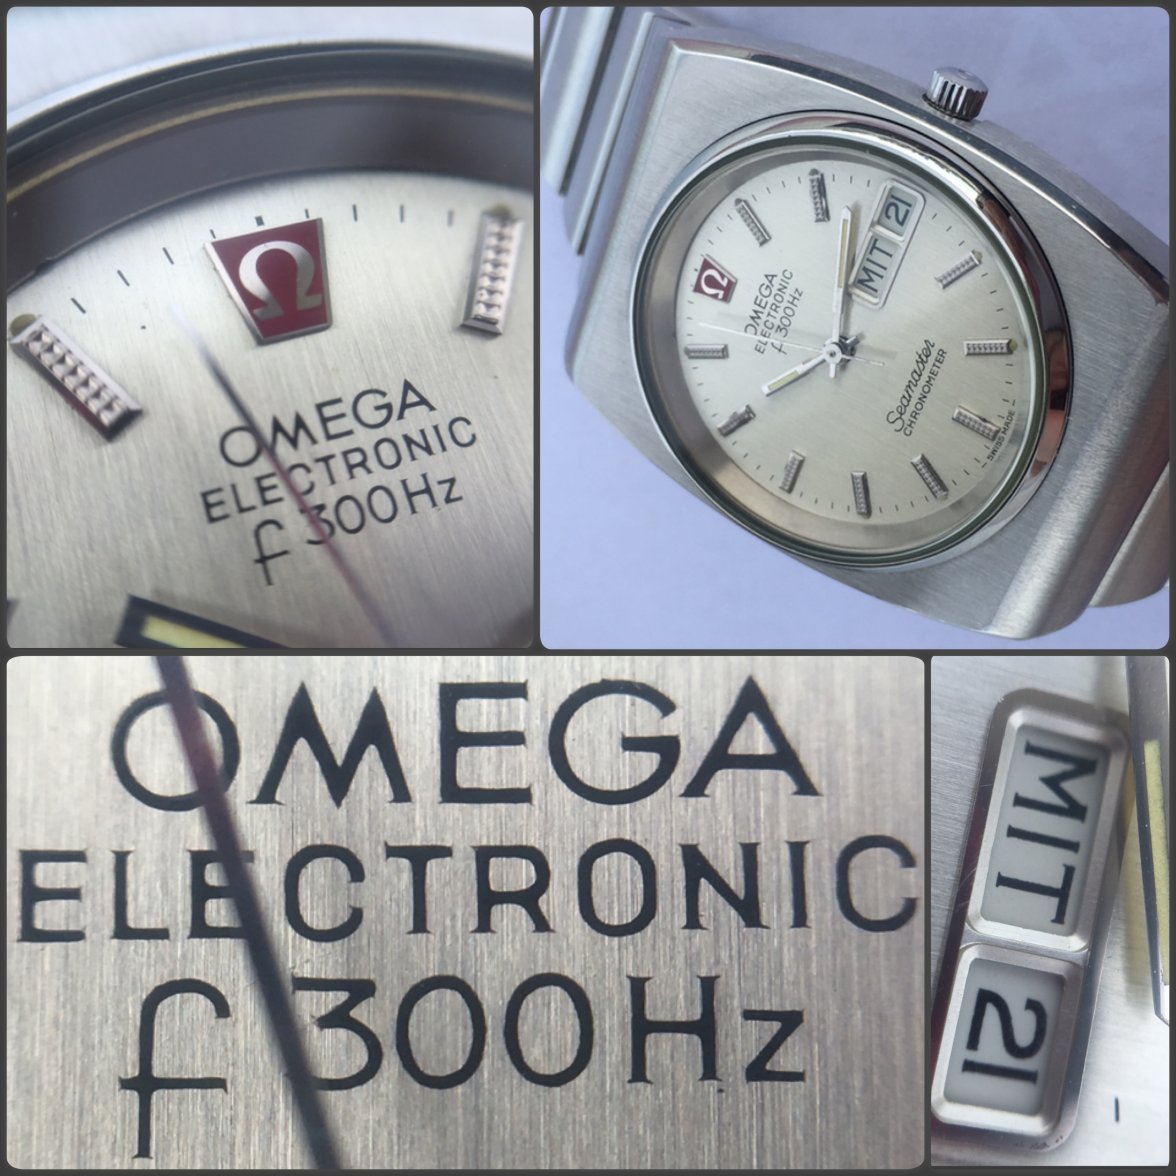 Ω
OMEGA
ELECTRONIC
f 300Hz
Ω
OMEGA
ELECTRONIC
f 300Hz
MIT 21
Seamaster
CHRONOMETER
SWISS MADE
OMEGA
ELECTRONIC
f 300Hz
MIT
21